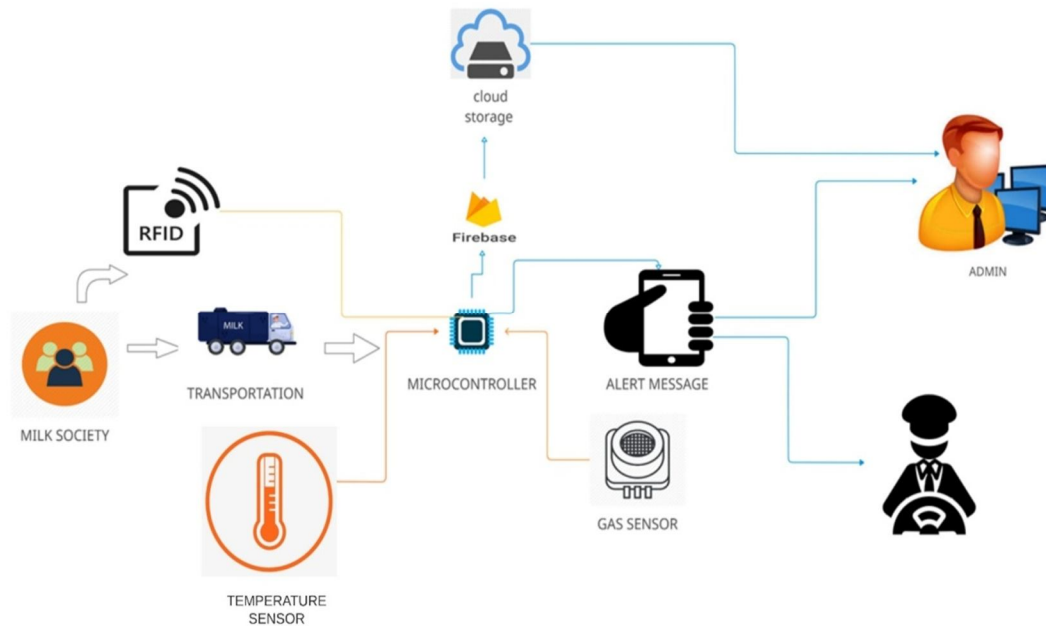 cloud
storage
RFID
Firebase
ADMIN
MILK
TRANSPORTATION
MICROCONTROLLER
ALERT MESSAGE
MILK SOCIETY
GAS SENSOR
TEMPERATURE
SENSOR